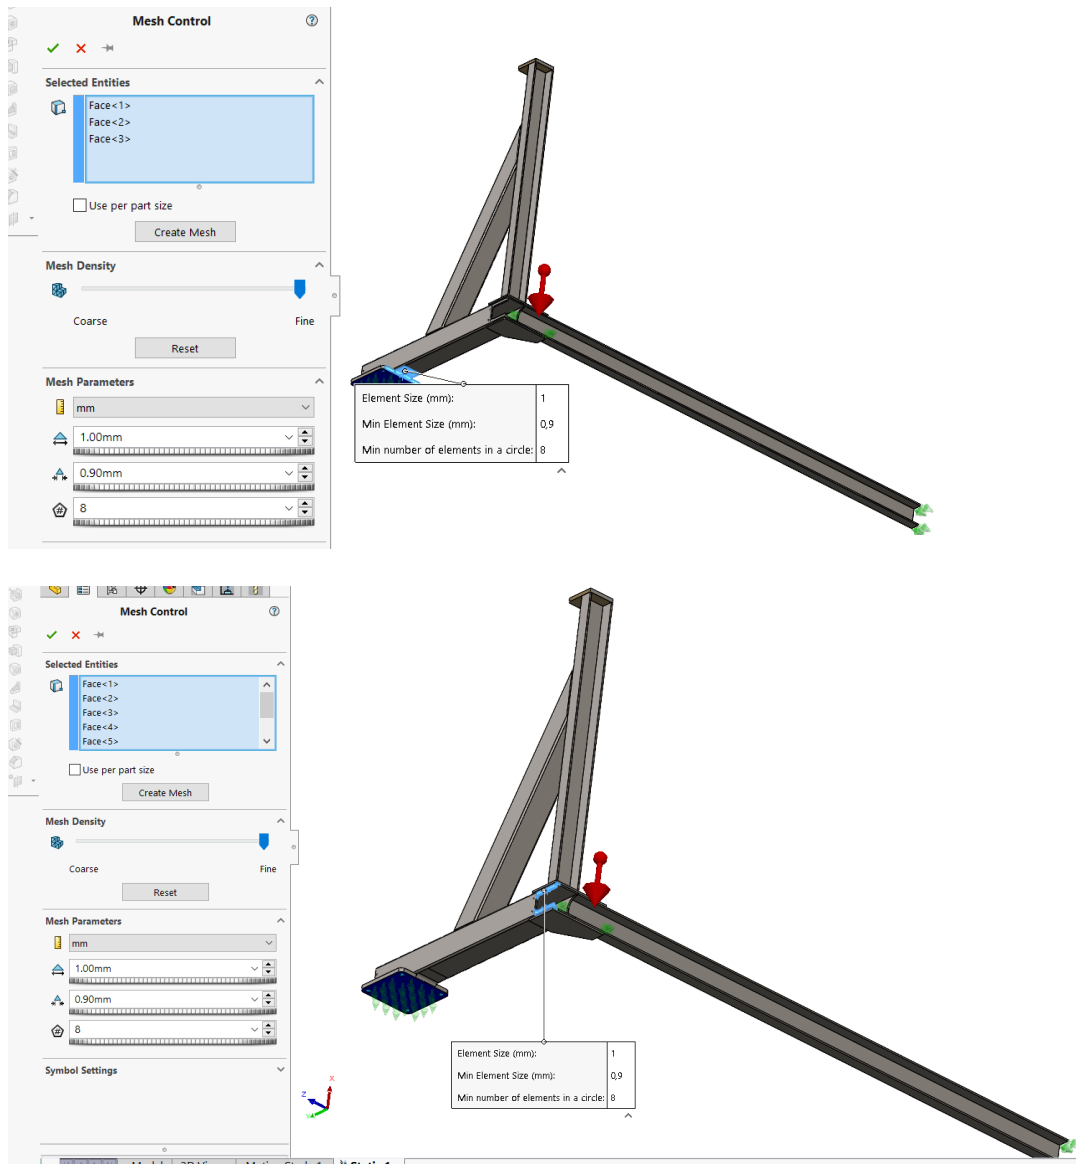 Mesh Control
Selected Entities
Face<1>
Face<2>
Face<3>
Use per part size
Create Mesh
Mesh Density
Coarse
Fine
Reset
Mesh Parameters
mm
1.00mm
0.90mm
8
Element Size (mm): 1
Min Element Size (mm): 0,9
Min number of elements in a circle: 8
Mesh Control
Selected Entities
Face<1>
Face<2>
Face<3>
Face<4>
Face<5>
Use per part size
Create Mesh
Mesh Density
Coarse
Fine
Reset
Mesh Parameters
mm
1.00mm
0.90mm
8
Symbol Settings
Element Size (mm): 1
Min Element Size (mm): 0,9
Min number of elements in a circle: 8
X
Z
Y